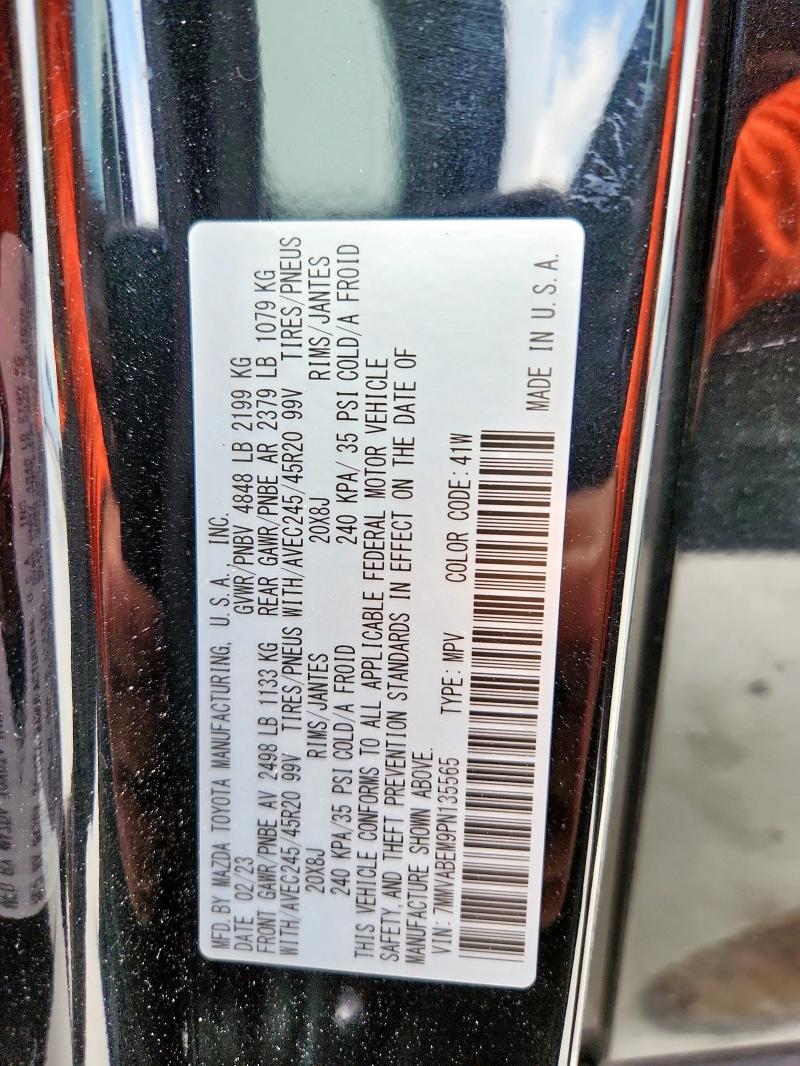 MFD. BY MAZDA TOYOTA MANUFACTURING, U.S.A. INC.
DATE 02/23 GVWR/PNBV 4848 LB 2199 KG
FRONT GAWR/PNBE AV 2498 LB 1133 KG REAR GAWR/PNBE AR 2379 LB 1079 KG
WITH/AVEC245/45R20 99V TIRES/PNEUS WITH/AVEC245/45R20 99V TIRES/PNEUS
20X8J RIMS/JANTES 20X8J RIMS/JANTES
240 KPA/35 PSI COLD/A FROID 240 KPA/ 35 PSI COLD/A FROID
THIS VEHICLE CONFORMS TO ALL APPLICABLE FEDERAL MOTOR VEHICLE
SAFETY, AND THEFT PREVENTION STANDARDS IN EFFECT ON THE DATE OF
MANUFACTURE SHOWN ABOVE.
VIN: 7MMVABEM9PN135565 TYPE: MPV COLOR CODE: 41W
MADE IN U.S.A.